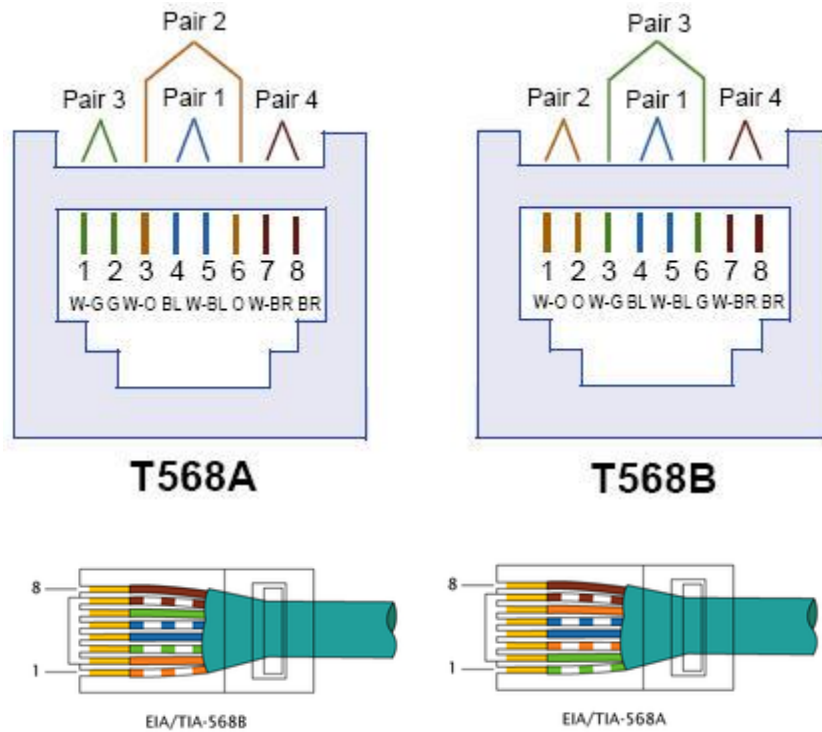 Pair 2
Pair 3 Pair 1 Pair 4
1 2 3 4 5 6 7 8
W-G G W-O BL W-BL O W-BR BR
T568A
Pair 3
Pair 2 Pair 1 Pair 4
1 2 3 4 5 6 7 8
W-O O W-G BL W-BL G W-BR BR
T568B
8
1
EIA/TIA-568B
8
1
EIA/TIA-568A